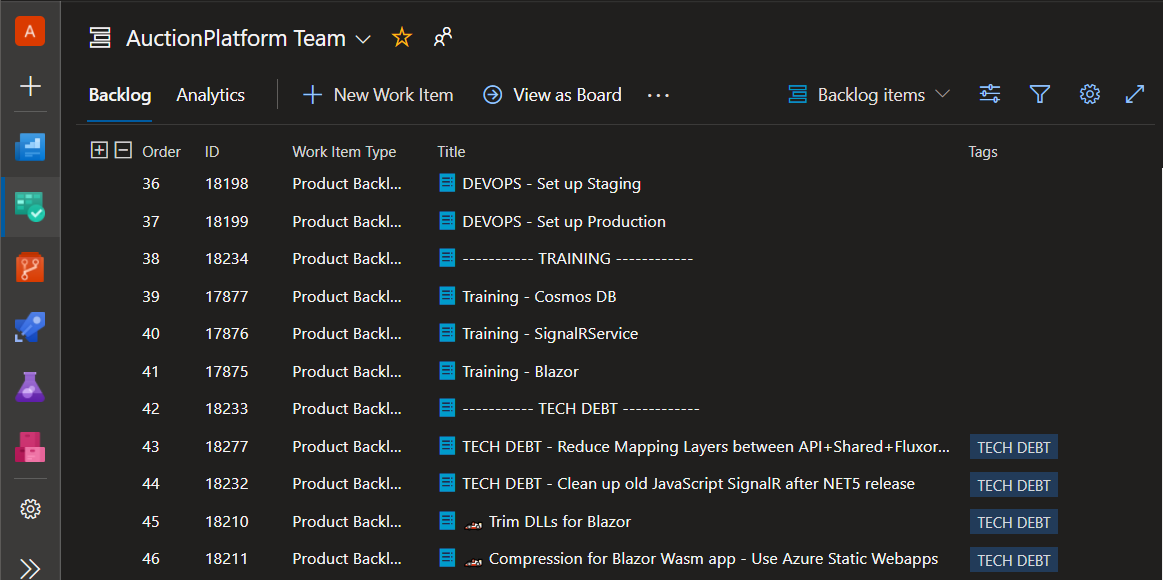 A AuctionPlatform Team
Backlog Analytics New Work Item View as Board ... Backlog items
Order ID Work Item Type Title Tags
36 18198 Product Backl... DEVOPS - Set up Staging
37 18199 Product Backl... DEVOPS - Set up Production
38 18234 Product Backl... ----------- TRAINING ------------
39 17877 Product Backl... Training - Cosmos DB
40 17876 Product Backl... Training - SignalRService
41 17875 Product Backl... Training - Blazor
42 18233 Product Backl... ----------- TECH DEBT ------------
43 18277 Product Backl... TECH DEBT - Reduce Mapping Layers between API+Shared+Fluxor... TECH DEBT
44 18232 Product Backl... TECH DEBT - Clean up old JavaScript SignalR after NET5 release TECH DEBT
45 18210 Product Backl... Trim DLLs for Blazor TECH DEBT
46 18211 Product Backl... Compression for Blazor Wasm app - Use Azure Static Webapps TECH DEBT